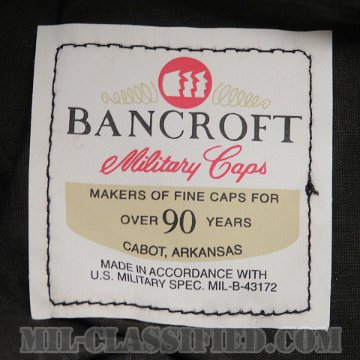 BANCROFT
Military Caps
MAKERS OF FINE CAPS FOR
OVER 90 YEARS
CABOT, ARKANSAS
MADE IN ACCORDANCE WITH
U.S. MILITARY SPEC. MIL-B-43172
MIL-CLASSIFIED.COM